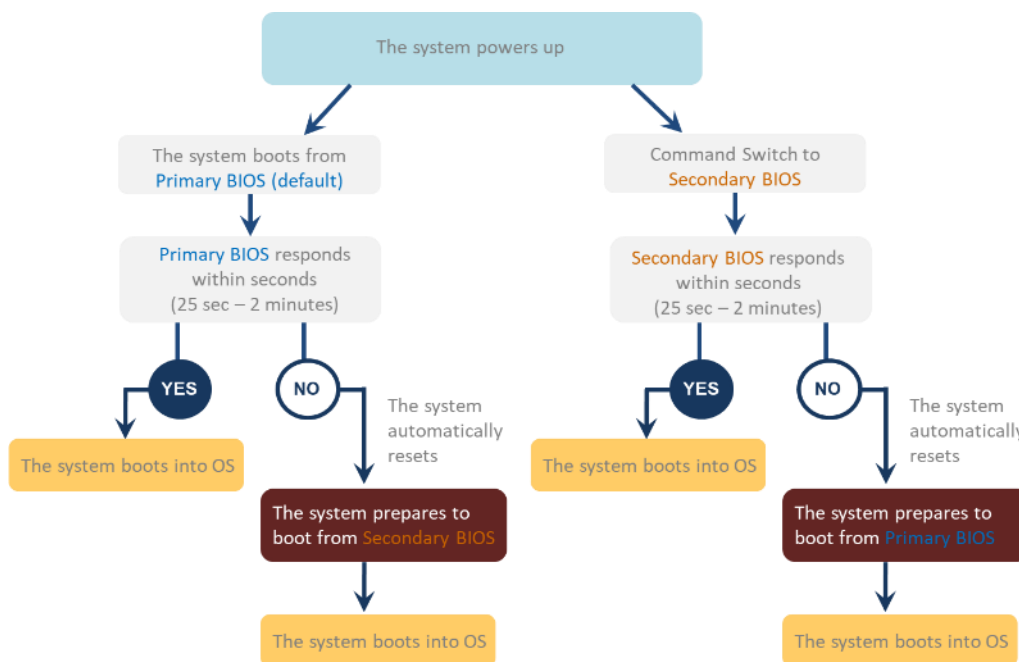 The system powers up
The system boots from
Primary BIOS (default)
Command Switch to
Secondary BIOS
Primary BIOS responds
within seconds
(25 sec – 2 minutes)
Secondary BIOS responds
within seconds
(25 sec – 2 minutes)
YES
NO
YES
NO
The system
automatically
resets
The system
automatically
resets
The system boots into OS
The system boots into OS
The system prepares to
boot from Secondary BIOS
The system prepares to
boot from Primary BIOS
The system boots into OS
The system boots into OS